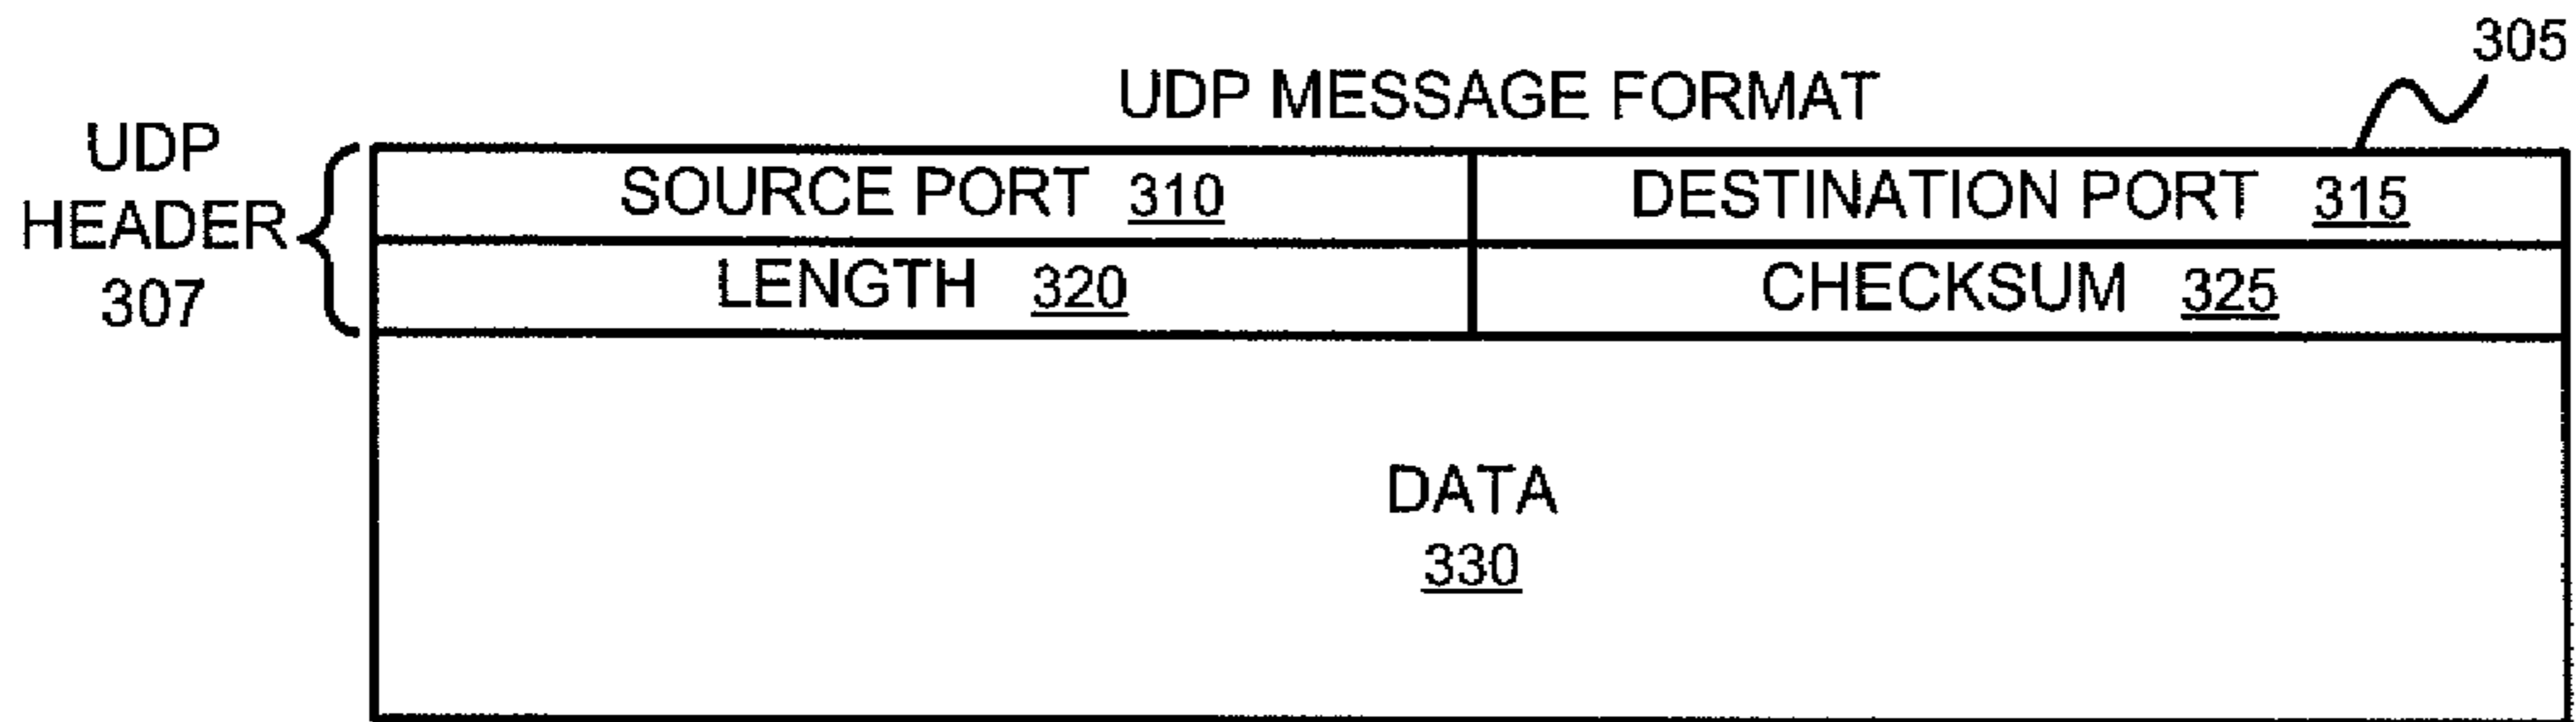 305
UDP MESSAGE FORMAT
UDP
HEADER
307
SOURCE PORT 310
DESTINATION PORT 315
LENGTH 320
CHECKSUM 325
DATA
330